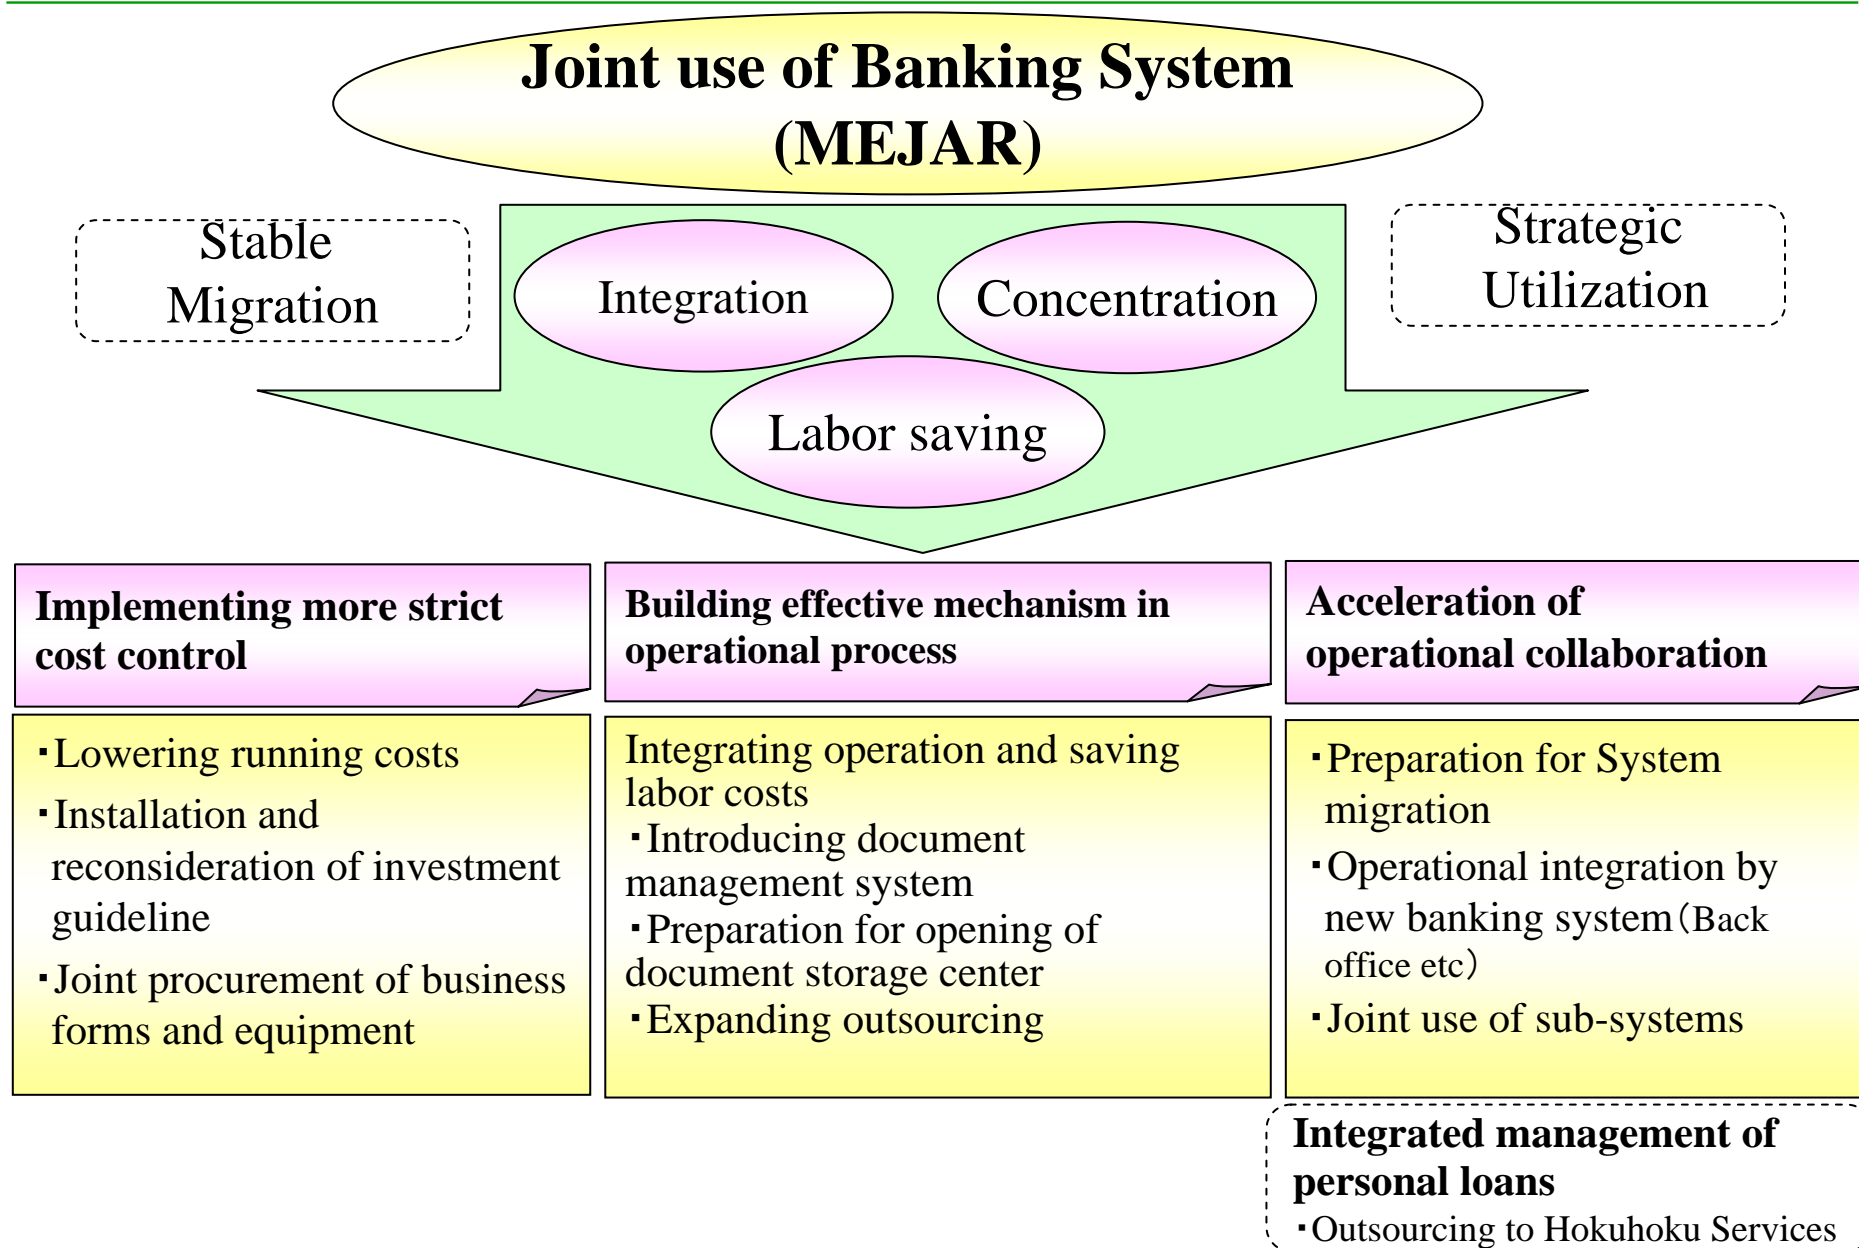 Joint use of Banking System
(MEJAR)
Stable
Migration
Integration
Concentration
Strategic
Utilization
Labor saving
Implementing more strict
cost control
・Lowering running costs
・Installation and
reconsideration of investment
guideline
・Joint procurement of business
forms and equipment
Building effective mechanism in
operational process
Integrating operation and saving
labor costs
・Introducing document
management system
・Preparation for opening of
document storage center
・Expanding outsourcing
Acceleration of
operational collaboration
・Preparation for System
migration
・Operational integration by
new banking system（Back
office etc）
・Joint use of sub-systems
Integrated management of
personal loans
・Outsourcing to Hokuhoku Services